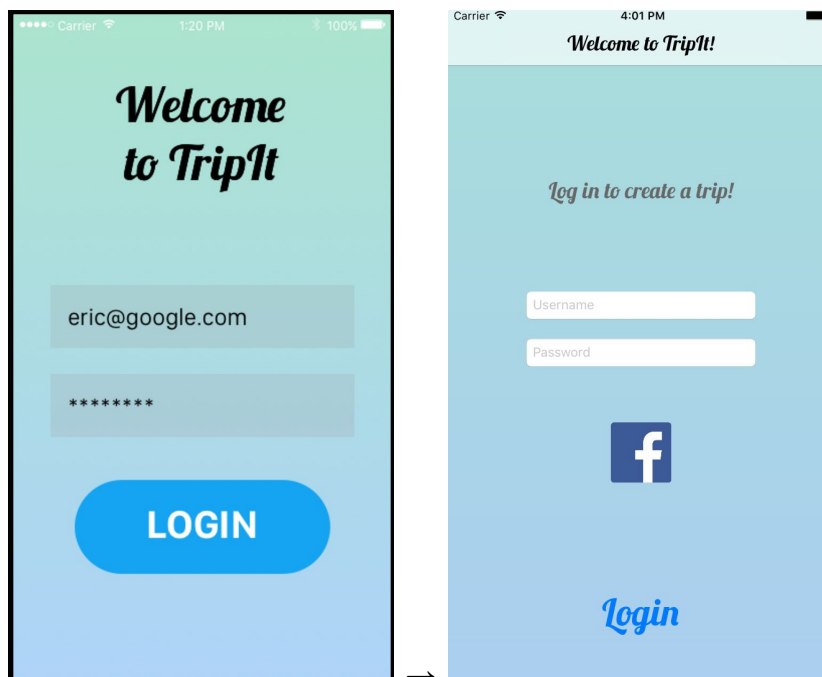 Carrier 1:20 PM 100%
Welcome
to TripIt
eric@google.com
********
LOGIN
→
Carrier 4:01 PM
Welcome to TripIt!
Log in to create a trip!
Username
Password
f
Login